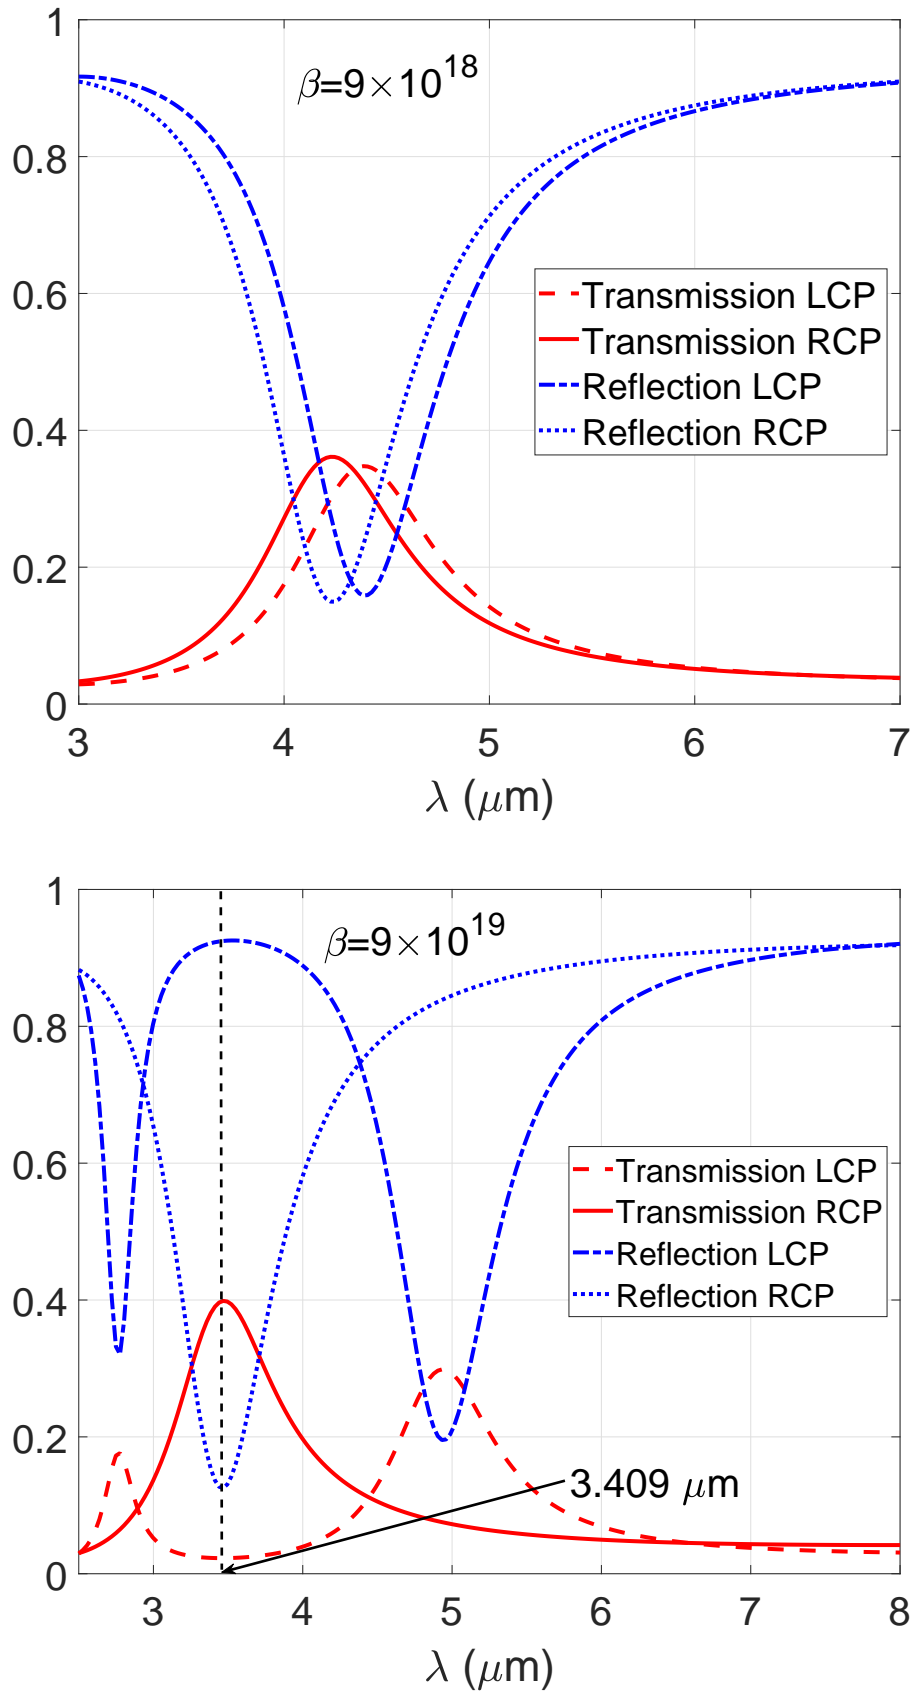 1
0.8
0.6
0.4
0.2
0
β=9×10^18
Transmission LCP
Transmission RCP
Reflection LCP
Reflection RCP
3 4 5 6 7
λ (μm)
1
0.8
0.6
0.4
0.2
0
β=9×10^19
Transmission LCP
Transmission RCP
Reflection LCP
Reflection RCP
3.409 μm
3 4 5 6 7 8
λ (μm)